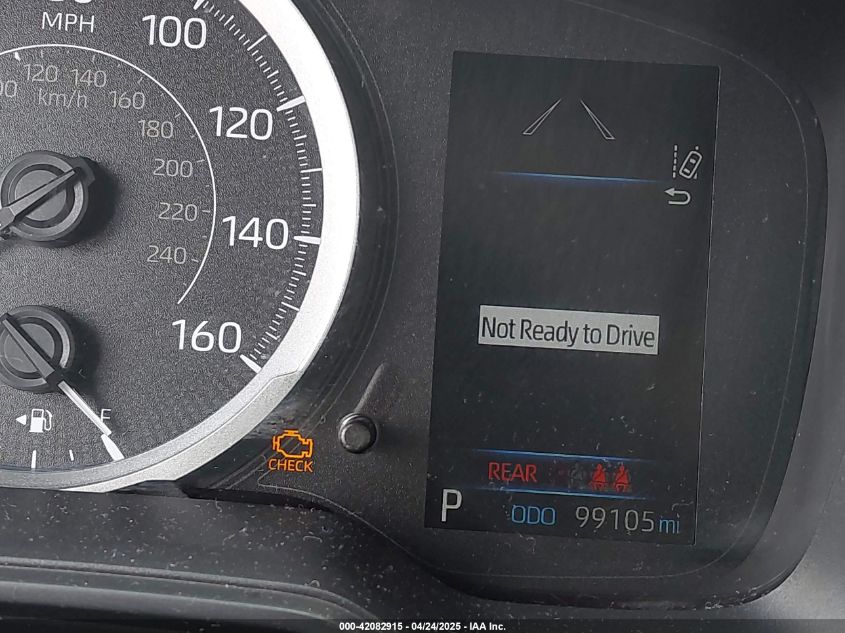 MPH
100
120 140
km/h 160
120
180
200
220
140
240
160
F
CHECK
Not Ready to Drive
REAR
P ODO 99105 mi
000-42082915 - 04/24/2025 - IAA Inc.